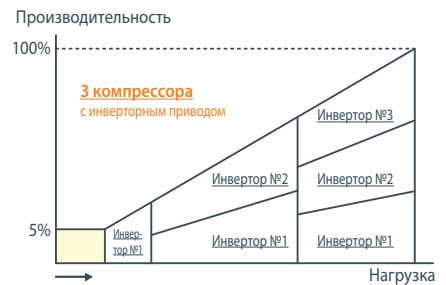 Производительность
100%
3 компрессора
с инверторным приводом
Инвертор №3
Инвертор №2
Инвертор №2
5%
Инвер-
тор №1
Инвертор №1
Инвертор №1
Нагрузка